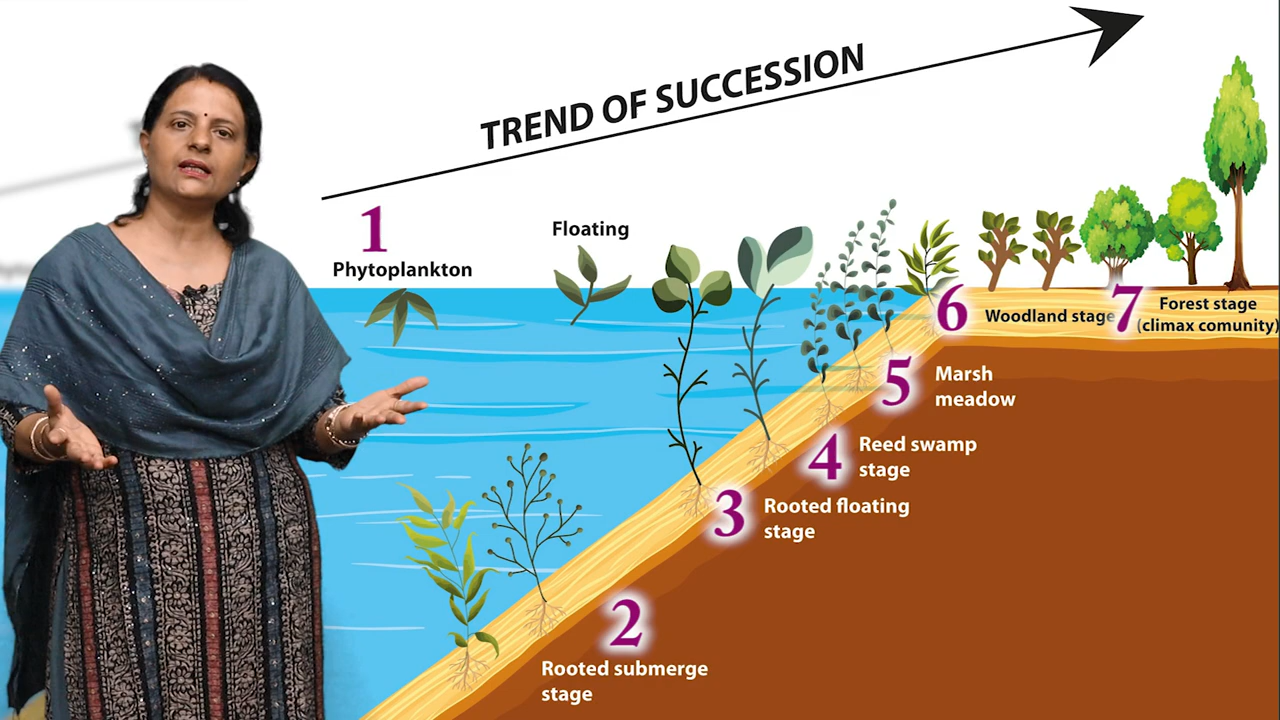 TREND OF SUCCESSION
1
Phytoplankton
Floating
2
Rooted submerge
stage
3
Rooted floating
stage
4
Reed swamp
stage
5
Marsh
meadow
6
Woodland stage
7
Forest stage
(climax comunity)